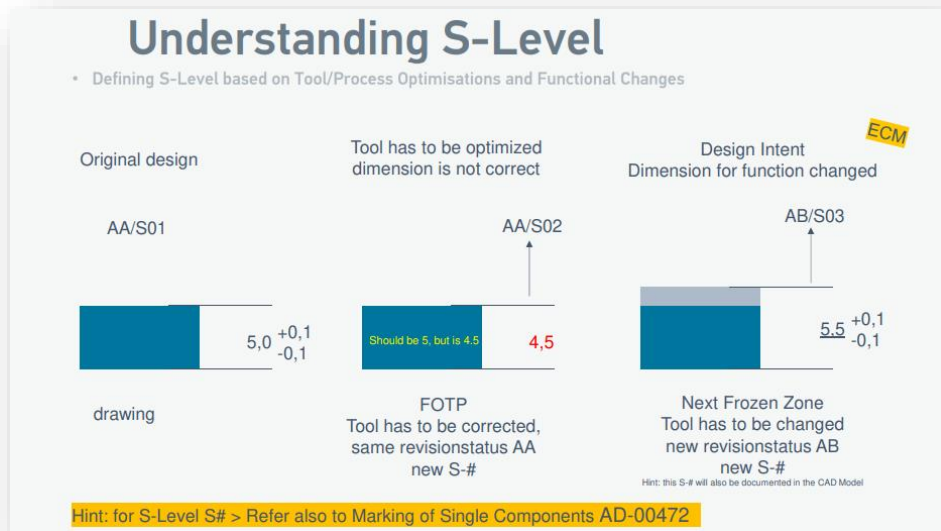 Understanding S-Level
• Defining S-Level based on Tool/Process Optimisations and Functional Changes
ECM
Original design
AA/S01
5,0 +0,1
-0,1
drawing
Tool has to be optimized
dimension is not correct
AA/S02
Should be 5, but is 4.5
4,5
FOTP
Tool has to be corrected,
same revisionstatus AA
new S-#
Design Intent
Dimension for function changed
AB/S03
5.5 +0,1
-0,1
Next Frozen Zone
Tool has to be changed
new revisionstatus AB
new S-#
Hint: this S-# will also be documented in the CAD Model
Hint: for S-Level S# > Refer also to Marking of Single Components AD-00472